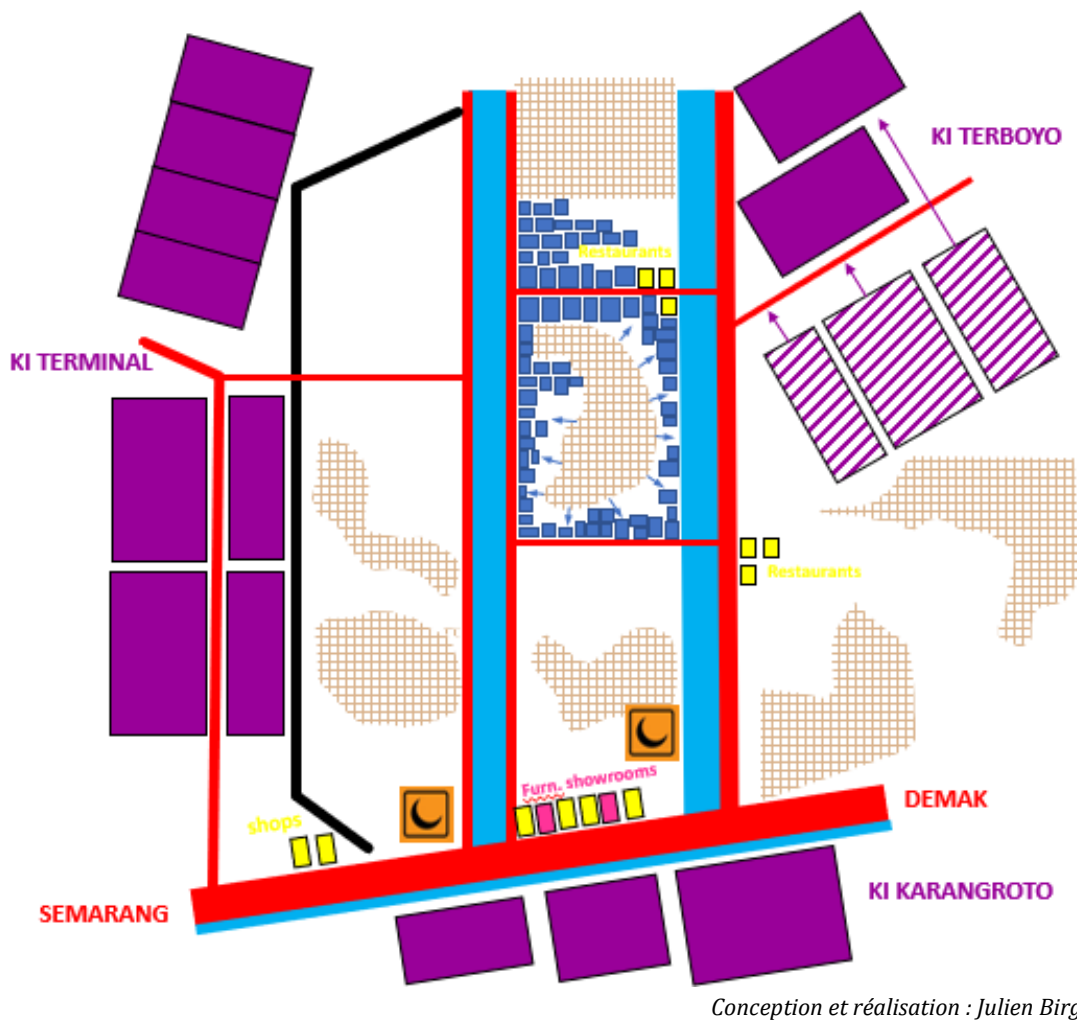 KI TERBOYO
Restaurants
KI TERMINAL
Restaurants
Furn. showrooms
DEMAK
shops
KI KARANGROTO
SEMARANG
Conception et réalisation : Julien Birg